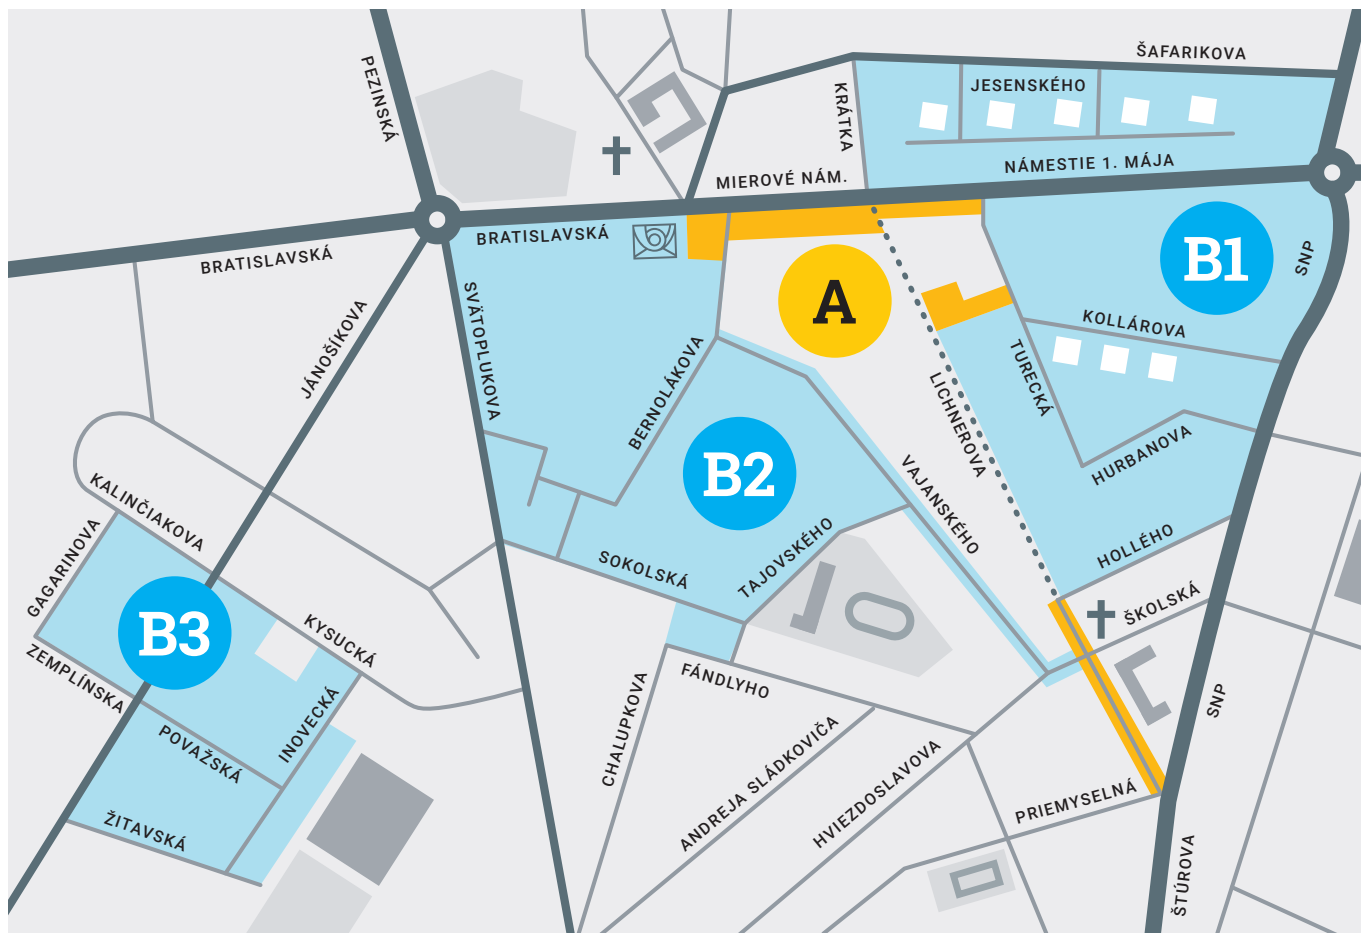 ŠAFARIKOVA
PEZINSKÁ
JESENSKÉHO
KRÁTKA
NÁMESTIE 1. MÁJA
MIEROVÉ NÁM.
BRATISLAVSKÁ
BRATISLAVSKÁ
B1
SNP
A
SVÄTOPLUKOVA
JÁNOŠÍKOVA
KOLLÁROVA
BERNOLÁKOVA
TURECKÁ
LICHNEROVA
B2
HURBANOVA
VAJANSKÉHO
KALINČIAKOVA
GAGARINOVA
TAJOVSKÉHO
HOLLÉHO
SOKOLSKÁ
ŠKOLSKÁ
B3
KYSUCKÁ
ZEMPLÍNSKA
FÁNDLYHO
SNP
INOVECKÁ
CHALUPKOVA
POVAŽSKÁ
ANDREJA SLÁDKOVIČA
HVIEZDOSLAVOVA
PRIEMYSELNÁ
ŽITAVSKÁ
ŠTÚROVA